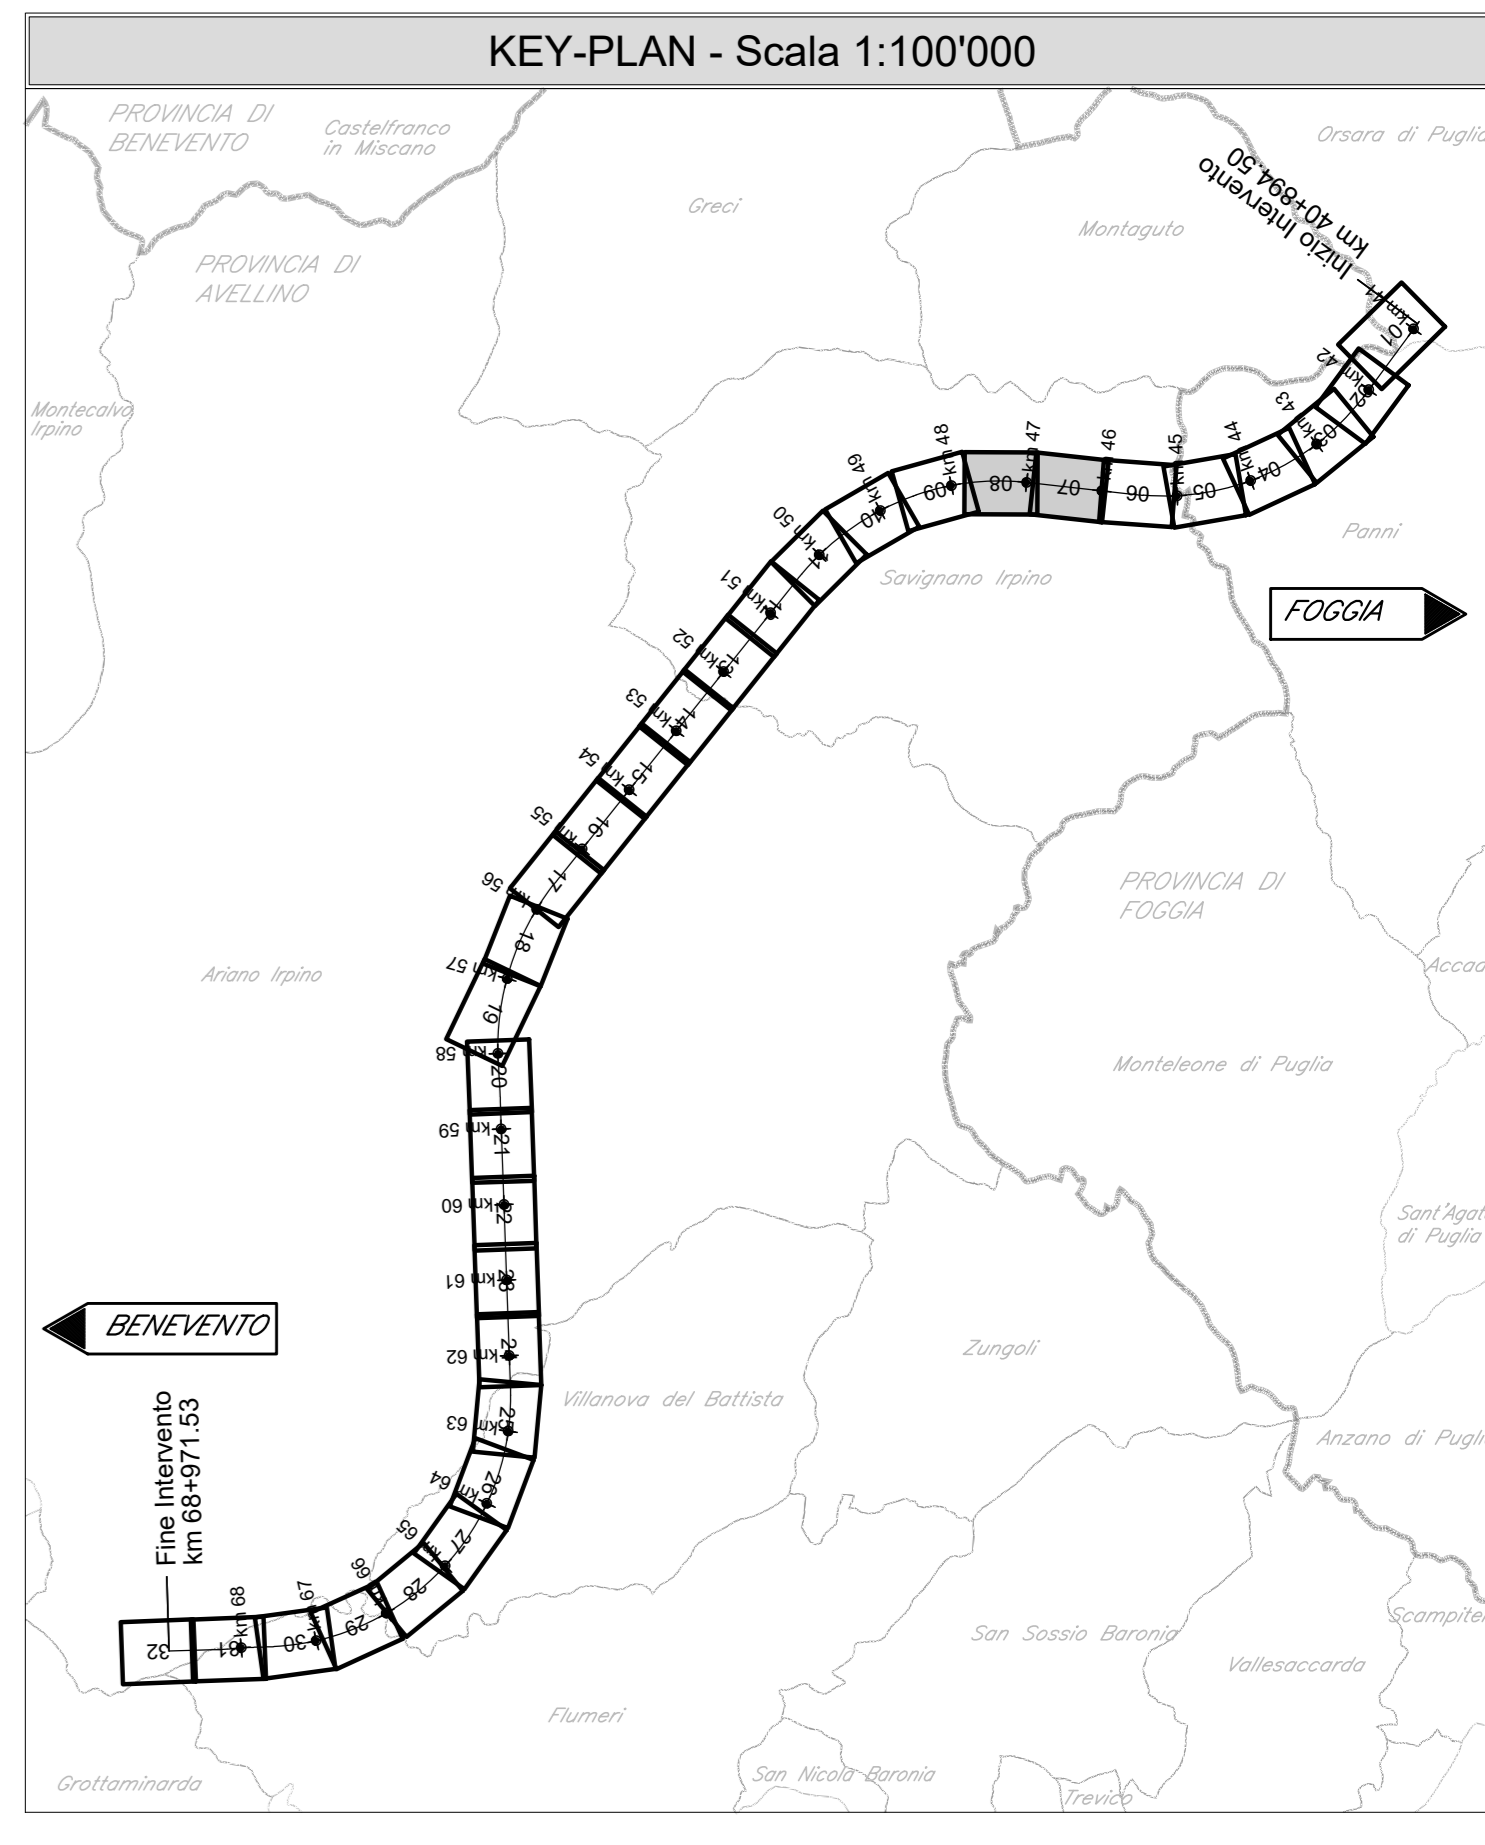 KEY-PLAN - Scala 1:100'000
PROVINCIA DI
BENEVENTO
Castelfranco
in Miscano
Orsara di Puglia
Greci
Montaguto
Inizio Intervento
km 40+894.50
PROVINCIA DI
AVELLINO
km 41
01
km 42
02
km 43
03
km 44
04
km 45
05
km 46
06
km 47
07
km 48
08
09
km 49
10
km 50
11
km 51
12
km 52
13
km 53
14
km 54
15
km 55
16
km 56
17
18
km 57
19
km 58
20
km 59
21
km 60
22
km 61
23
km 62
24
km 63
25
km 64
26
km 65
27
km 66
28
29
km 67
30
km 68
31
32
Montecalvo
Irpino
Panni
Savignano Irpino
FOGGIA
PROVINCIA DI
FOGGIA
Ariano Irpino
Accad
Monteleone di Puglia
Sant'Agat
di Puglia
BENEVENTO
Zungoli
Villanova del Battista
Fine Intervento
km 68+971.53
Anzano di Pugli
Scampite
San Sossio Baronia
Vallesaccarda
Flumeri
Grottaminarda
San Nicola Baronia
Trevico